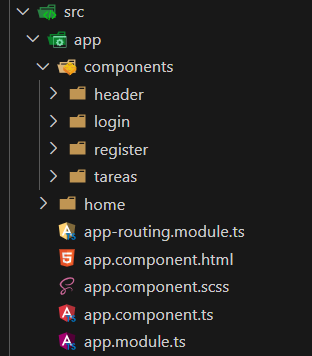 src
app
components
header
login
register
tareas
home
app-routing.module.ts
app.component.html
app.component.scss
app.component.ts
app.module.ts